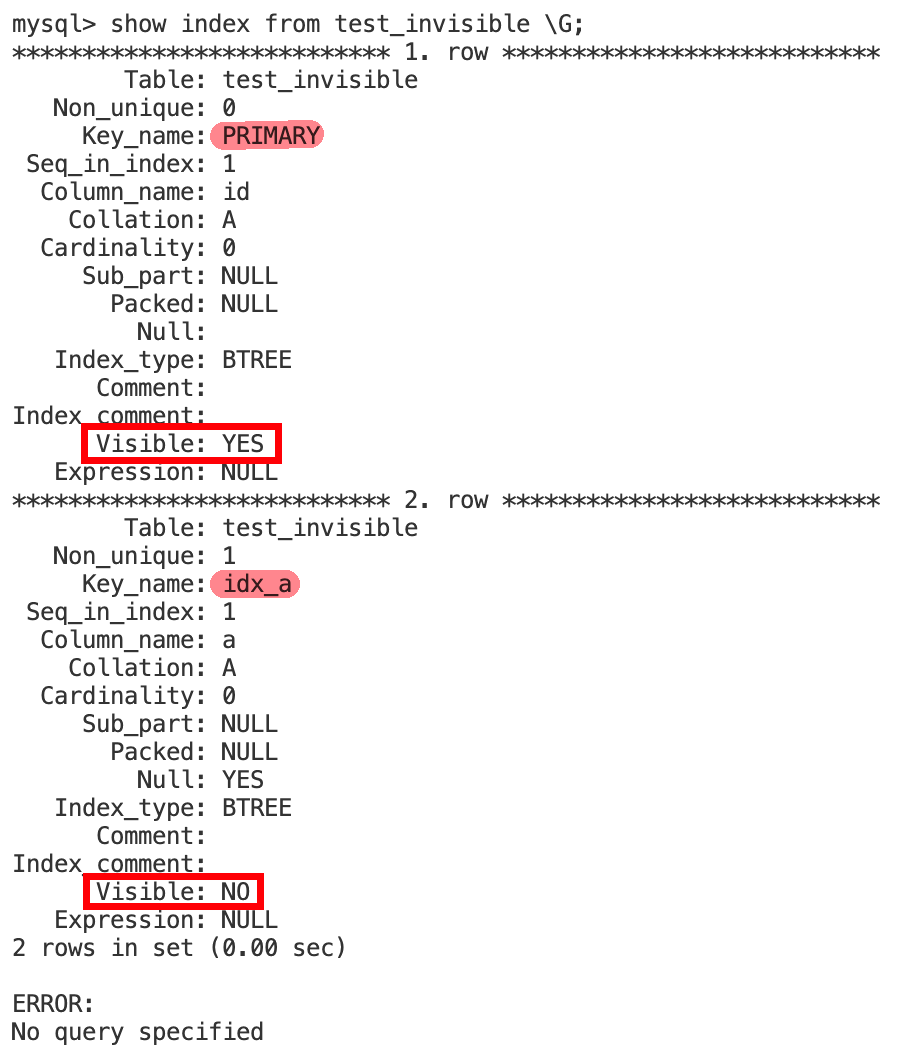 mysql> show index from test_invisible \G;
*************************** 1. row ***************************
Table: test_invisible
Non_unique: 0
Key_name: PRIMARY
Seq_in_index: 1
Column_name: id
Collation: A
Cardinality: 0
Sub_part: NULL
Packed: NULL
Null:
Index_type: BTREE
Comment:
Index_comment:
Visible: YES
Expression: NULL
*************************** 2. row ***************************
Table: test_invisible
Non_unique: 1
Key_name: idx_a
Seq_in_index: 1
Column_name: a
Collation: A
Cardinality: 0
Sub_part: NULL
Packed: NULL
Null: YES
Index_type: BTREE
Comment:
Index_comment:
Visible: NO
Expression: NULL
2 rows in set (0.00 sec)

ERROR:
No query specified